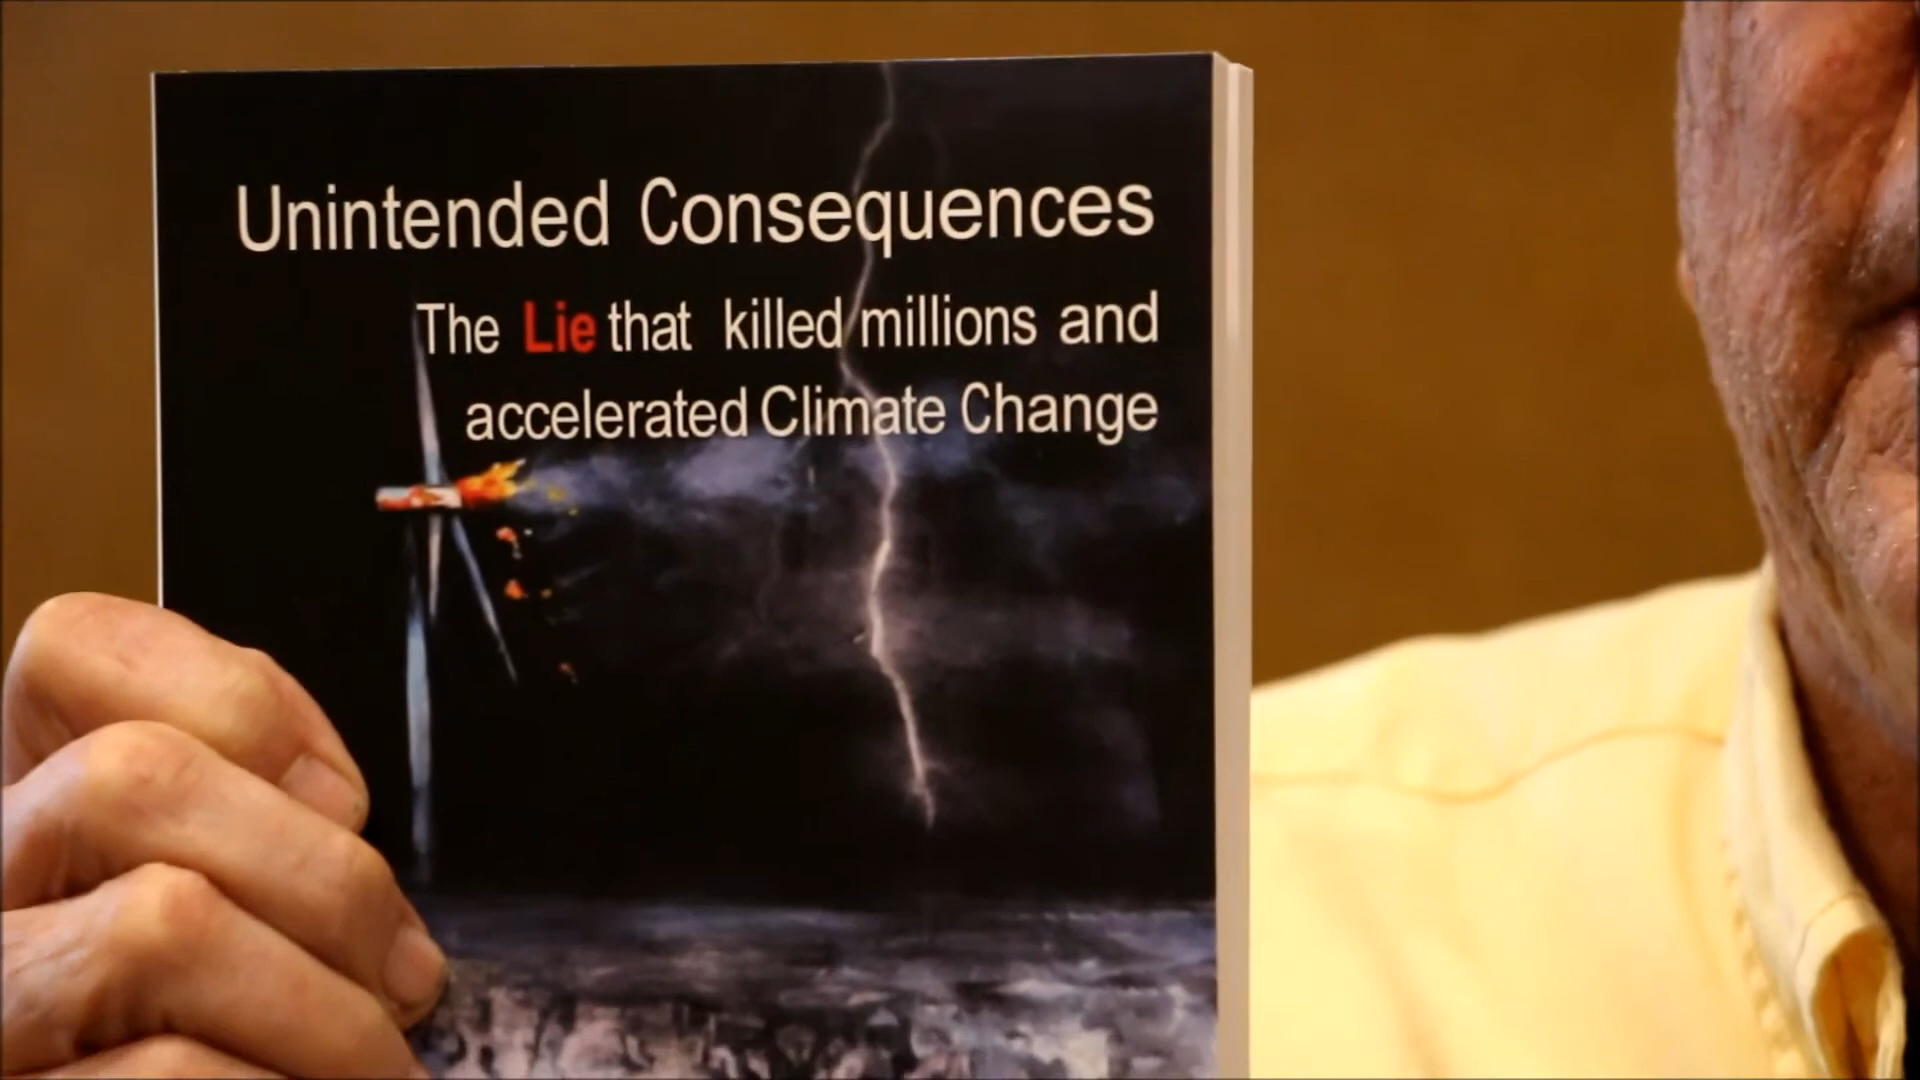 Unintended Consequences
The Lie that killed millions and
accelerated Climate Change